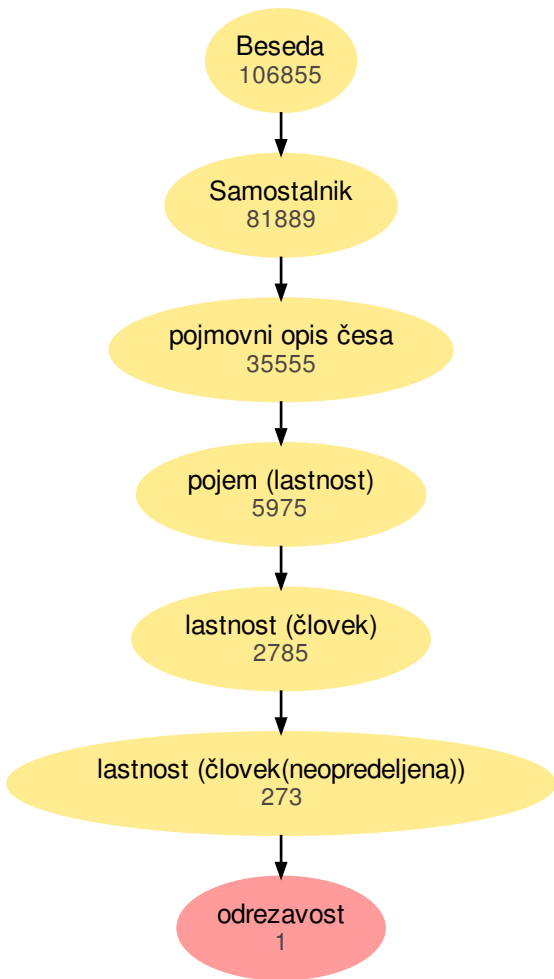 Beseda
106855
Samostalnik
81889
pojmovni opis česa
35555
pojem (lastnost)
5975
lastnost (človek)
2785
lastnost (človek(neopredeljena))
273
odrezavost
1